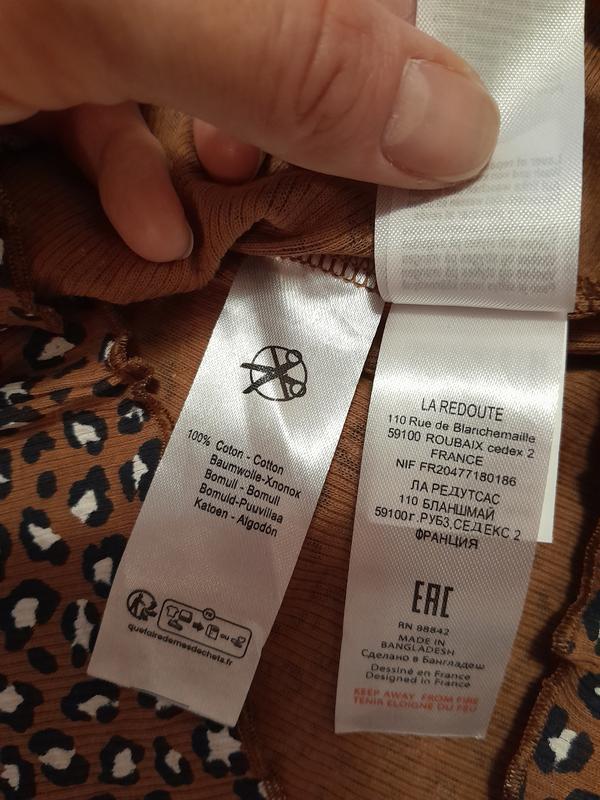 100% Coton - Cotton
Baumwolle-Хлопок
Bomull - Bomull
Bomuld-Puuvillaa
Katoen - Algodón
quefairedemesdechets.fr
LA REDOUTE
110 Rue de Blanchemaille
59100 ROUBAIX cedex 2
FRANCE
NIF FR20477180186
ЛА РЕДУТСАС
110 БЛАНШМАЙ
59100г.РУБЗ,СЕДЕКС 2
ФРАНЦИЯ
EAC
RN 98842
MADE IN
BANGLADESH
Сделано в Бангладеш
Dessiné en France
Designed in France
KEEP AWAY FROM FIRE
TENIR ELOIGNE DU FEU